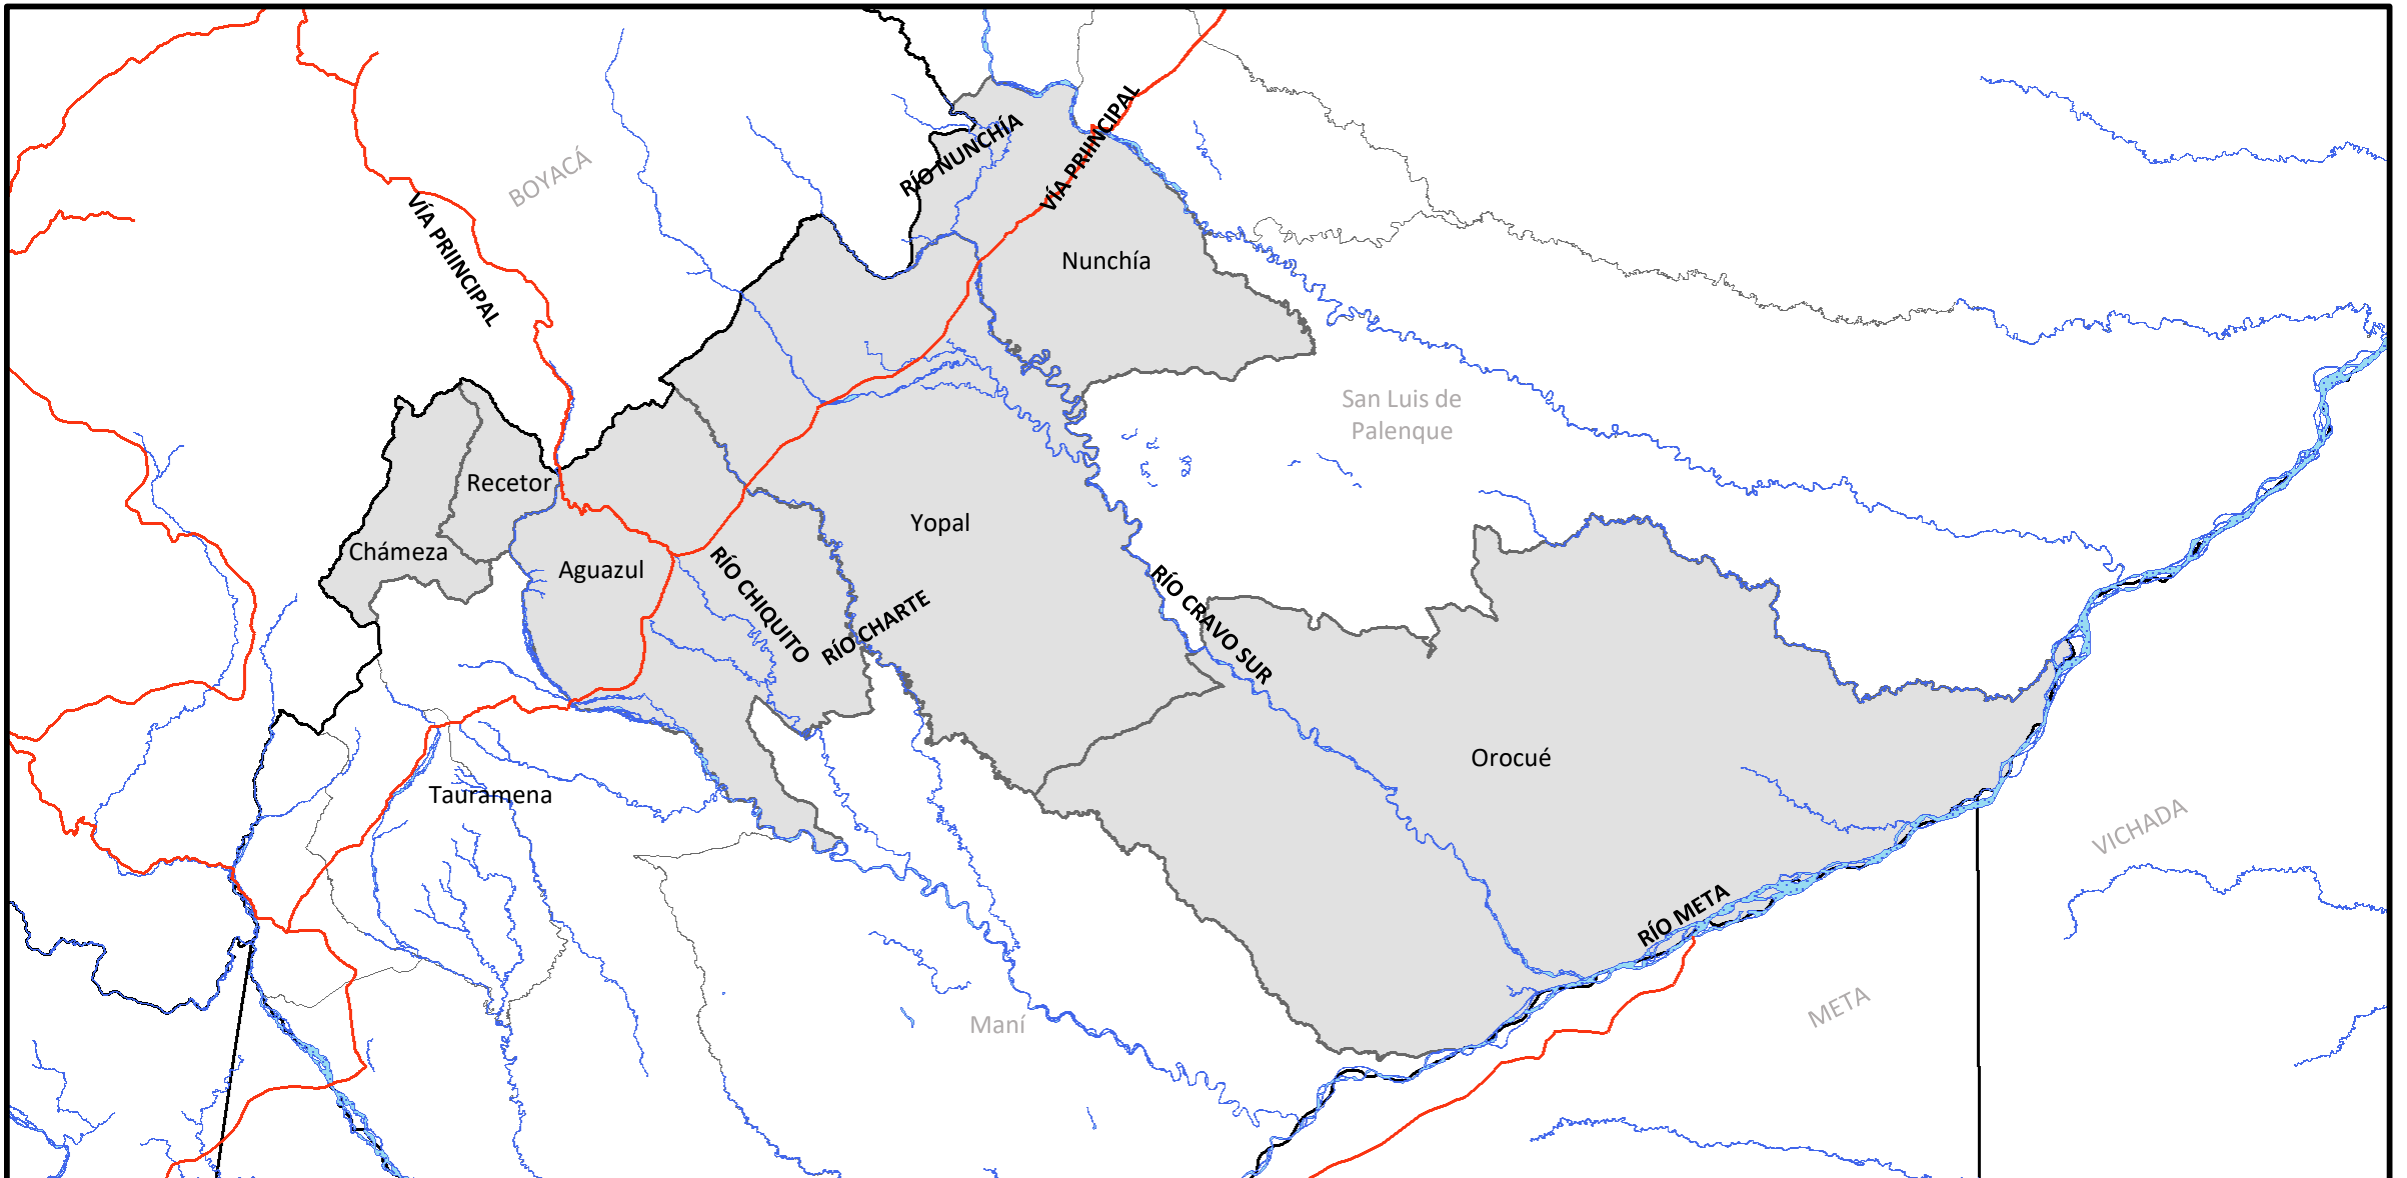 RÍO NUNCHÍA
VÍA PRIINCIPAL
BOYACÁ
VÍA PRIINCIPAL
Nunchía
San Luis de
Palenque
Recetor
Yopal
Chámeza
Aguazul
RÍO CHIQUITO
RÍO CHARTE
RÍO CRAVO SUR
Orocué
Tauramena
VICHADA
RÍO META
META
Maní